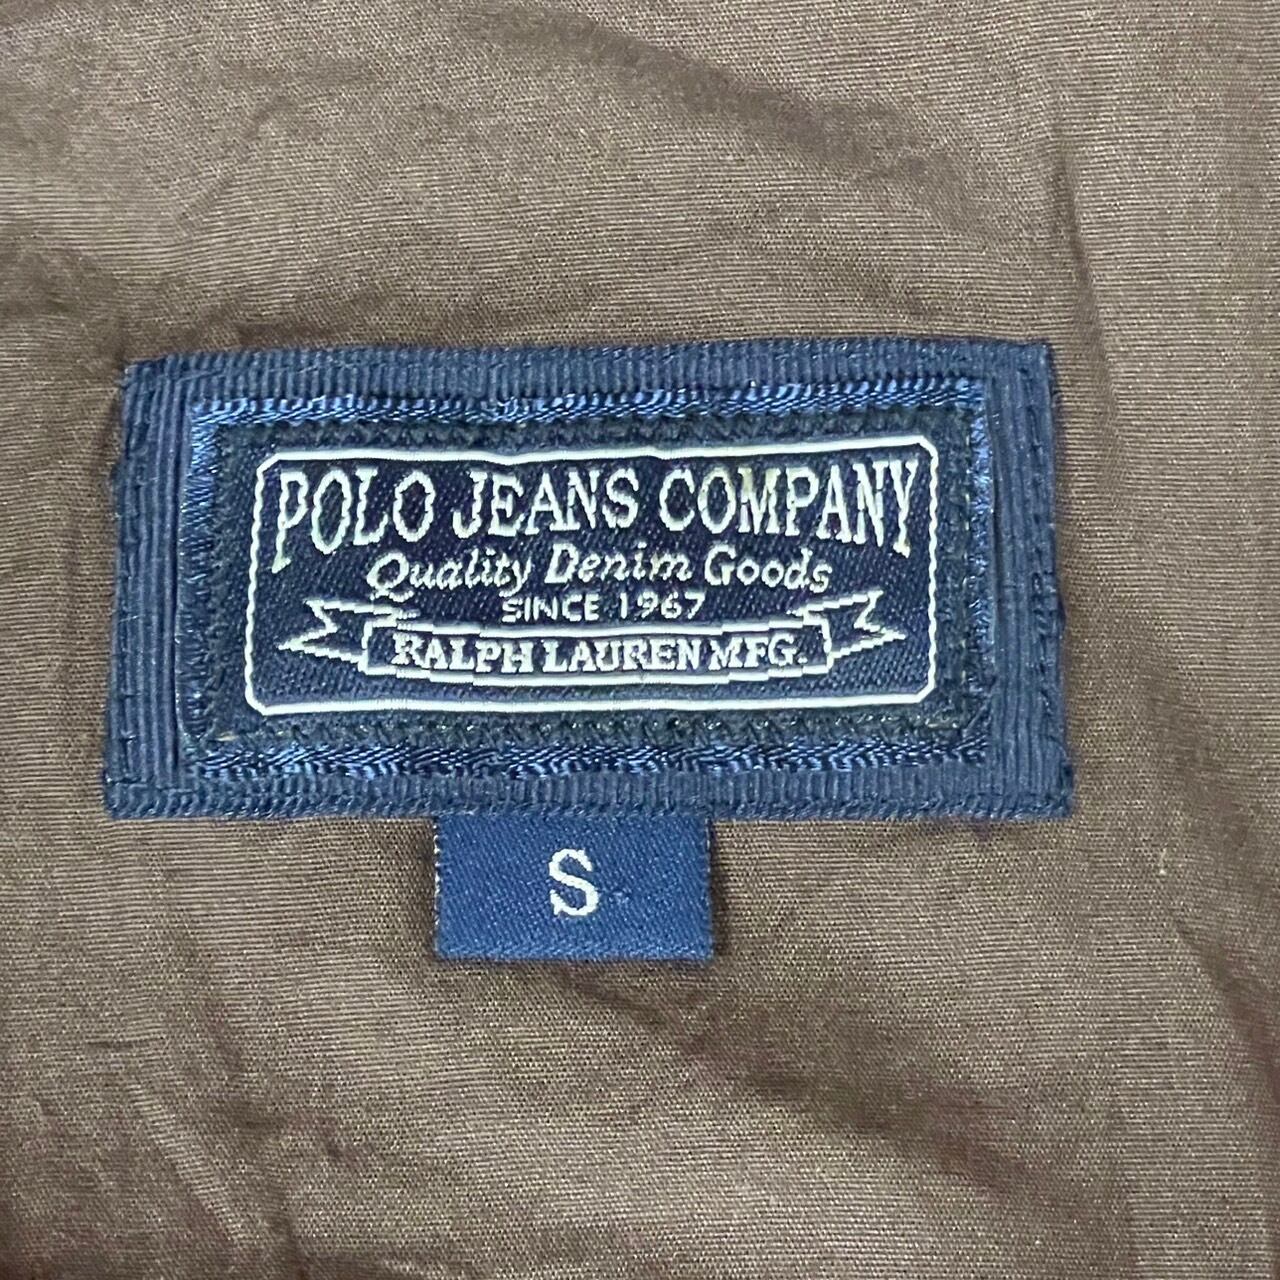 POLO JEANS COMPANY
Quality Denim Goods
SINCE 1967
RALPH LAUREN MFG.
S